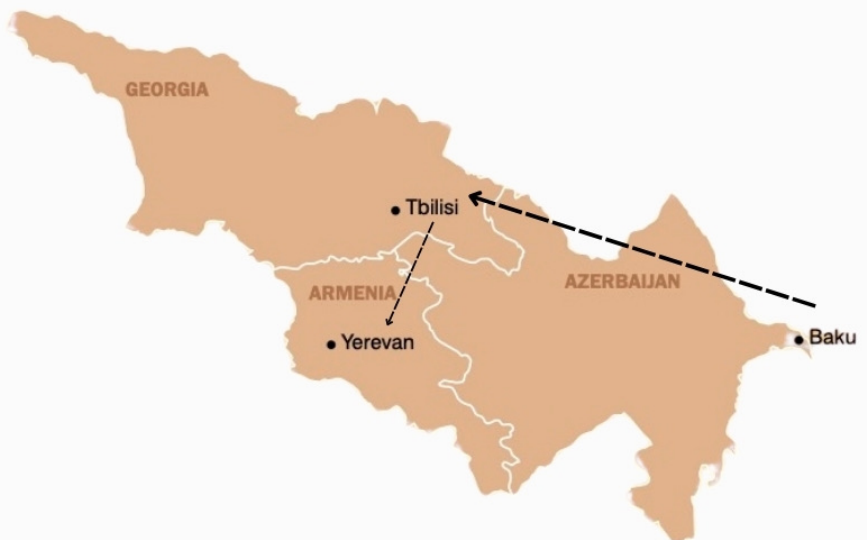 GEORGIA
Tbilisi
AZERBAIJAN
ARMENIA
Baku
Yerevan